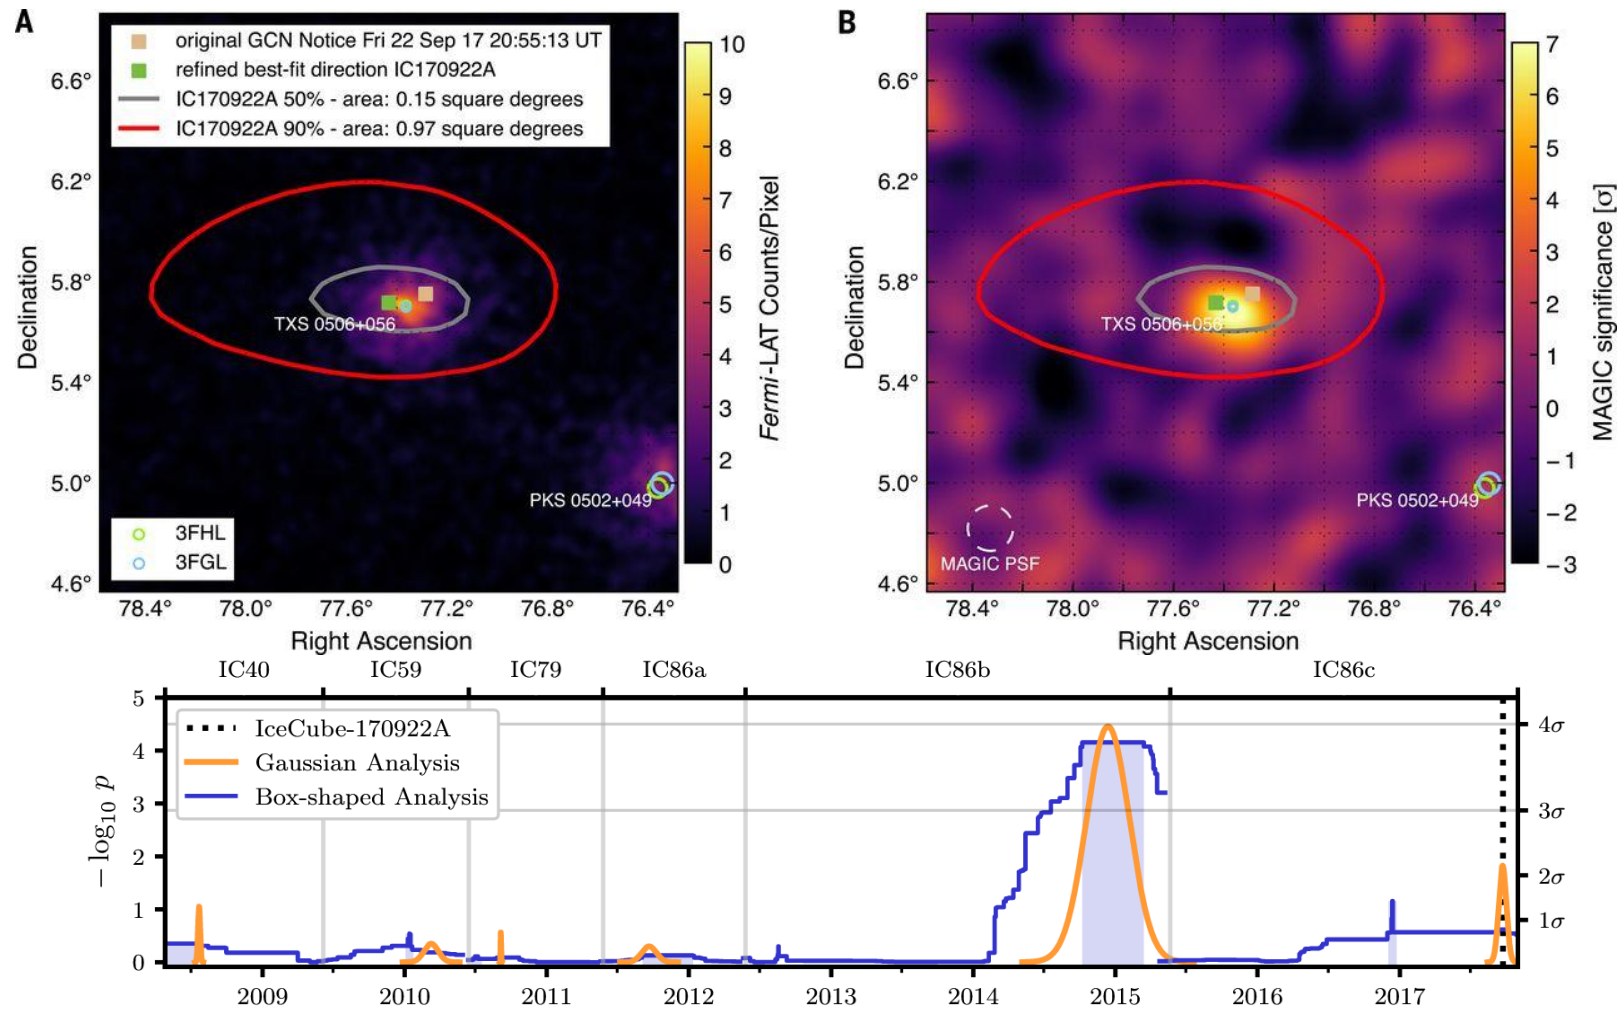 A
original GCN Notice Fri 22 Sep 17 20:55:13 UT
refined best-fit direction IC170922A
IC170922A 50% - area: 0.15 square degrees
IC170922A 90% - area: 0.97 square degrees
6.6°
6.2°
5.8°
5.4°
5.0°
4.6°
Declination
TXS 0506+056
PKS 0502+049
3FHL
3FGL
78.4°
78.0°
77.6°
77.2°
76.8°
76.4°
Right Ascension
10
9
8
7
6
5
4
3
2
1
0
Fermi-LAT Counts/Pixel
B
6.6°
6.2°
5.8°
5.4°
5.0°
4.6°
Declination
TXS 0506+056
PKS 0502+049
MAGIC PSF
78.4°
78.0°
77.6°
77.2°
76.8°
76.4°
Right Ascension
7
6
5
4
3
2
1
0
−1
−2
−3
MAGIC significance [σ]
IC40
IC59
IC79
IC86a
IC86b
IC86c
5
4
3
2
1
0
− log10 p
IceCube-170922A
Gaussian Analysis
Box-shaped Analysis
4σ
3σ
2σ
1σ
2009
2010
2011
2012
2013
2014
2015
2016
2017